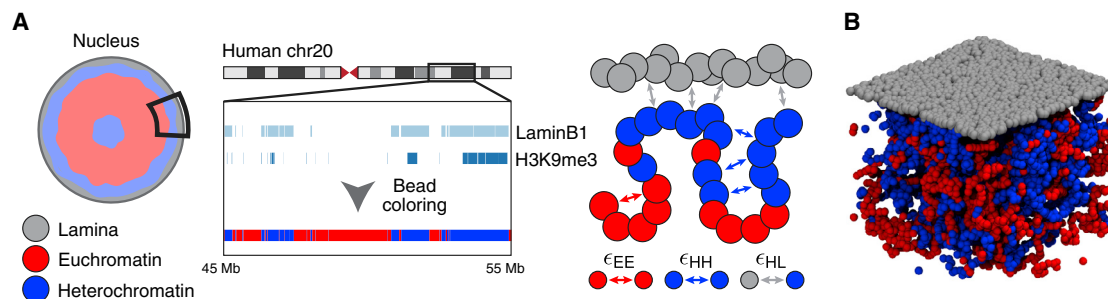 A
Nucleus
Lamina
Euchromatin
Heterochromatin
Human chr20
LaminB1
H3K9me3
Bead
coloring
45 Mb
55 Mb
ϵEE
ϵHH
ϵHL
B